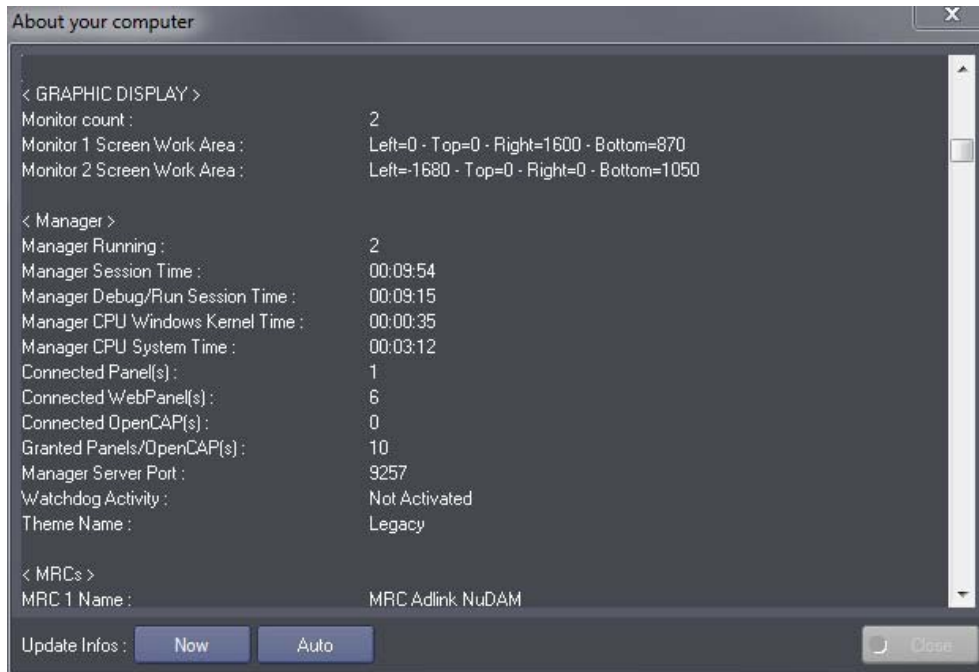 About your computer
x
< GRAPHIC DISPLAY >
Monitor count : 2
Monitor 1 Screen Work Area : Left=0 - Top=0 - Right=1600 - Bottom=870
Monitor 2 Screen Work Area : Left=-1680 - Top=0 - Right=0 - Bottom=1050
< Manager >
Manager Running : 2
Manager Session Time : 00:09:54
Manager Debug/Run Session Time : 00:09:15
Manager CPU Windows Kernel Time : 00:00:35
Manager CPU System Time : 00:03:12
Connected Panel(s) : 1
Connected WebPanel(s) : 6
Connected OpenCAP(s) : 0
Granted Panels/OpenCAP(s) : 10
Manager Server Port : 9257
Watchdog Activity : Not Activated
Theme Name : Legacy
< MRCs >
MRC 1 Name : MRC Adlink NuDAM
Update Infos : Now Auto Close